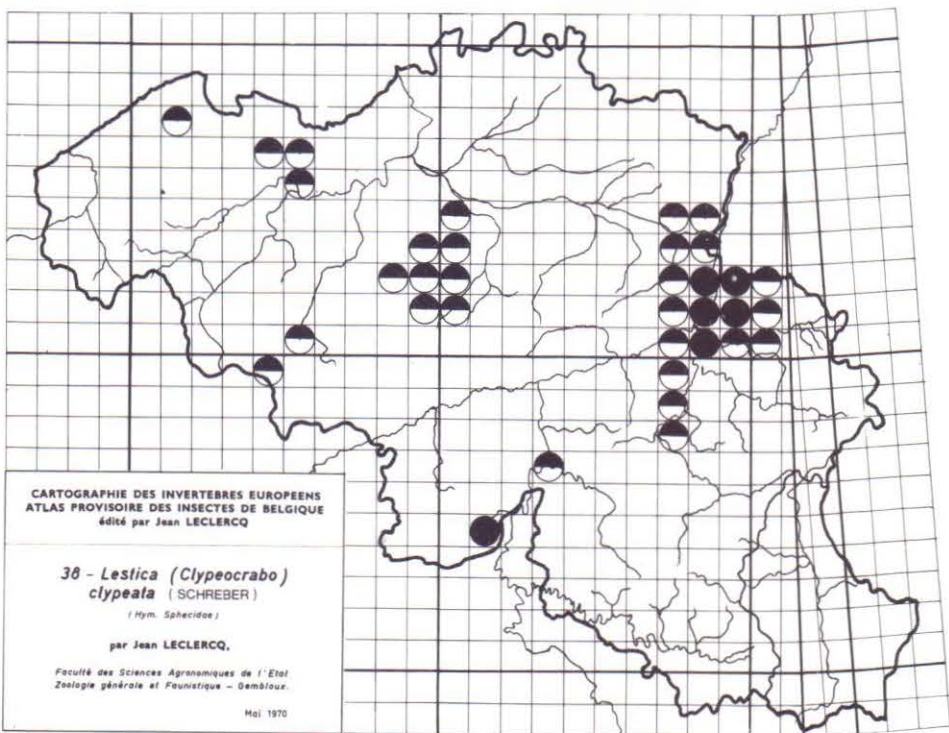 CARTOGRAPHIE DES INVERTEBRES EUROPEENS
ATLAS PROVISOIRE DES INSECTES DE BELGIQUE
édité par Jean LECLERCQ
38 - Lestica (Clypeocrabo)
clypeata (SCHREBER)
(Hym. Sphecidae)
par Jean LECLERCQ,
Faculté des Sciences Agronomiques de l'Etat
Zoologie générale et Faunistique - Gembloux.
Mai 1970